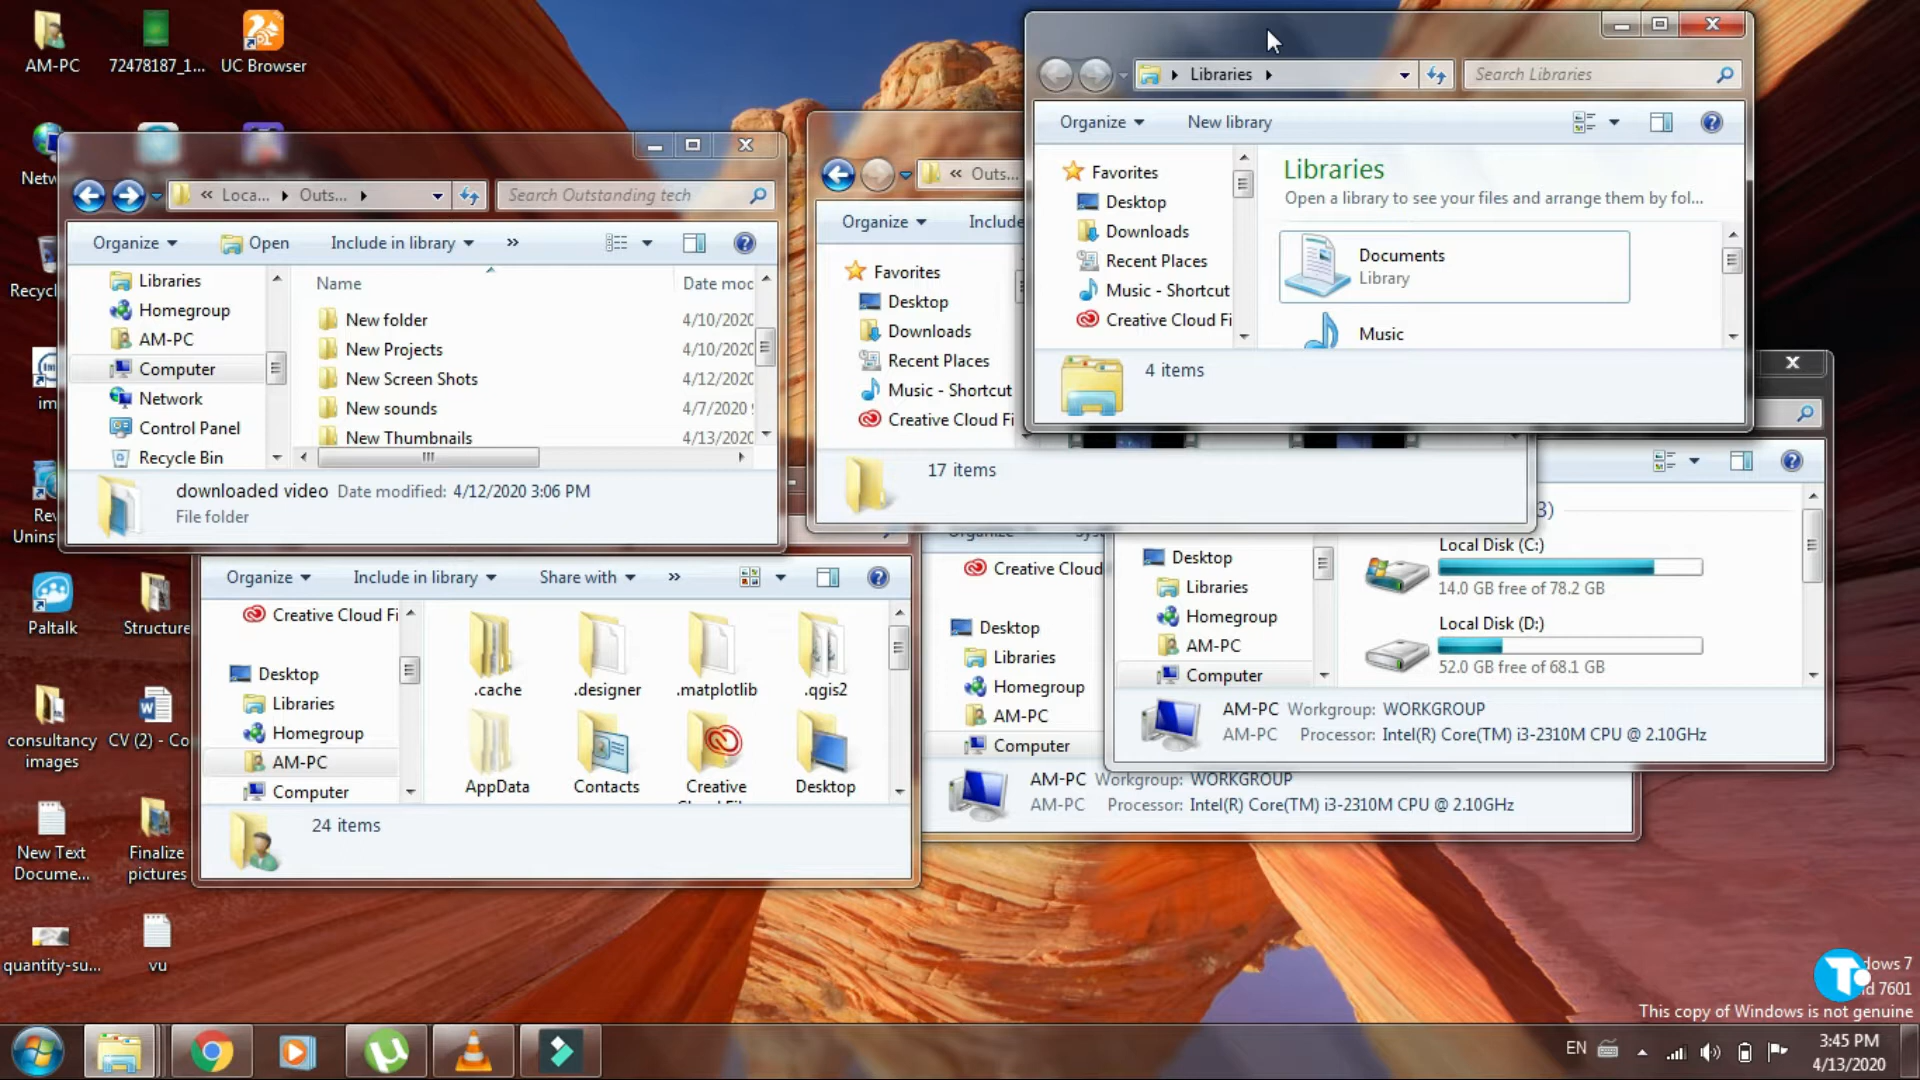 AM-PC
72478187_1...
UC Browser
Netw
Recycl
im
Rev
Unins
Paltalk
Structure
consultancy
images
CV (2) - Co
New Text
Docume...
Finalize
pictures
quantity-su...
vu
« Loca... Outs...
Search Outstanding tech
Organize
Open
Include in library
»
Libraries
Homegroup
AM-PC
Computer
Network
Control Panel
Recycle Bin
Name
Date moc
New folder
4/10/2020
New Projects
4/10/2020
New Screen Shots
4/12/2020
New sounds
4/7/2020
New Thumbnails
4/13/2020
downloaded video Date modified: 4/12/2020 3:06 PM
File folder
« Outs...
Organize
Include
Favorites
Desktop
Downloads
Recent Places
Music - Shortcut
Creative Cloud Fi
17 items
Libraries
Search Libraries
Organize
New library
Favorites
Desktop
Downloads
Recent Places
Music - Shortcut
Creative Cloud Fi
Libraries
Open a library to see your files and arrange them by fol...
Documents
Library
Music
4 items
Organize
Include in library
Share with
»
Creative Cloud Fi
Desktop
Libraries
Homegroup
AM-PC
Computer
.cache
.designer
.matplotlib
.qgis2
AppData
Contacts
Creative
Desktop
24 items
Creative Cloud
Desktop
Libraries
Homegroup
AM-PC
Computer
AM-PC Workgroup: WORKGROUP
AM-PC Processor: Intel(R) Core(TM) i3-2310M CPU @ 2.10GHz
3)
Desktop
Libraries
Homegroup
AM-PC
Computer
Local Disk (C:)
14.0 GB free of 78.2 GB
Local Disk (D:)
52.0 GB free of 68.1 GB
AM-PC Workgroup: WORKGROUP
AM-PC Processor: Intel(R) Core(TM) i3-2310M CPU @ 2.10GHz
dows 7
d 7601
This copy of Windows is not genuine
EN
3:45 PM
4/13/2020